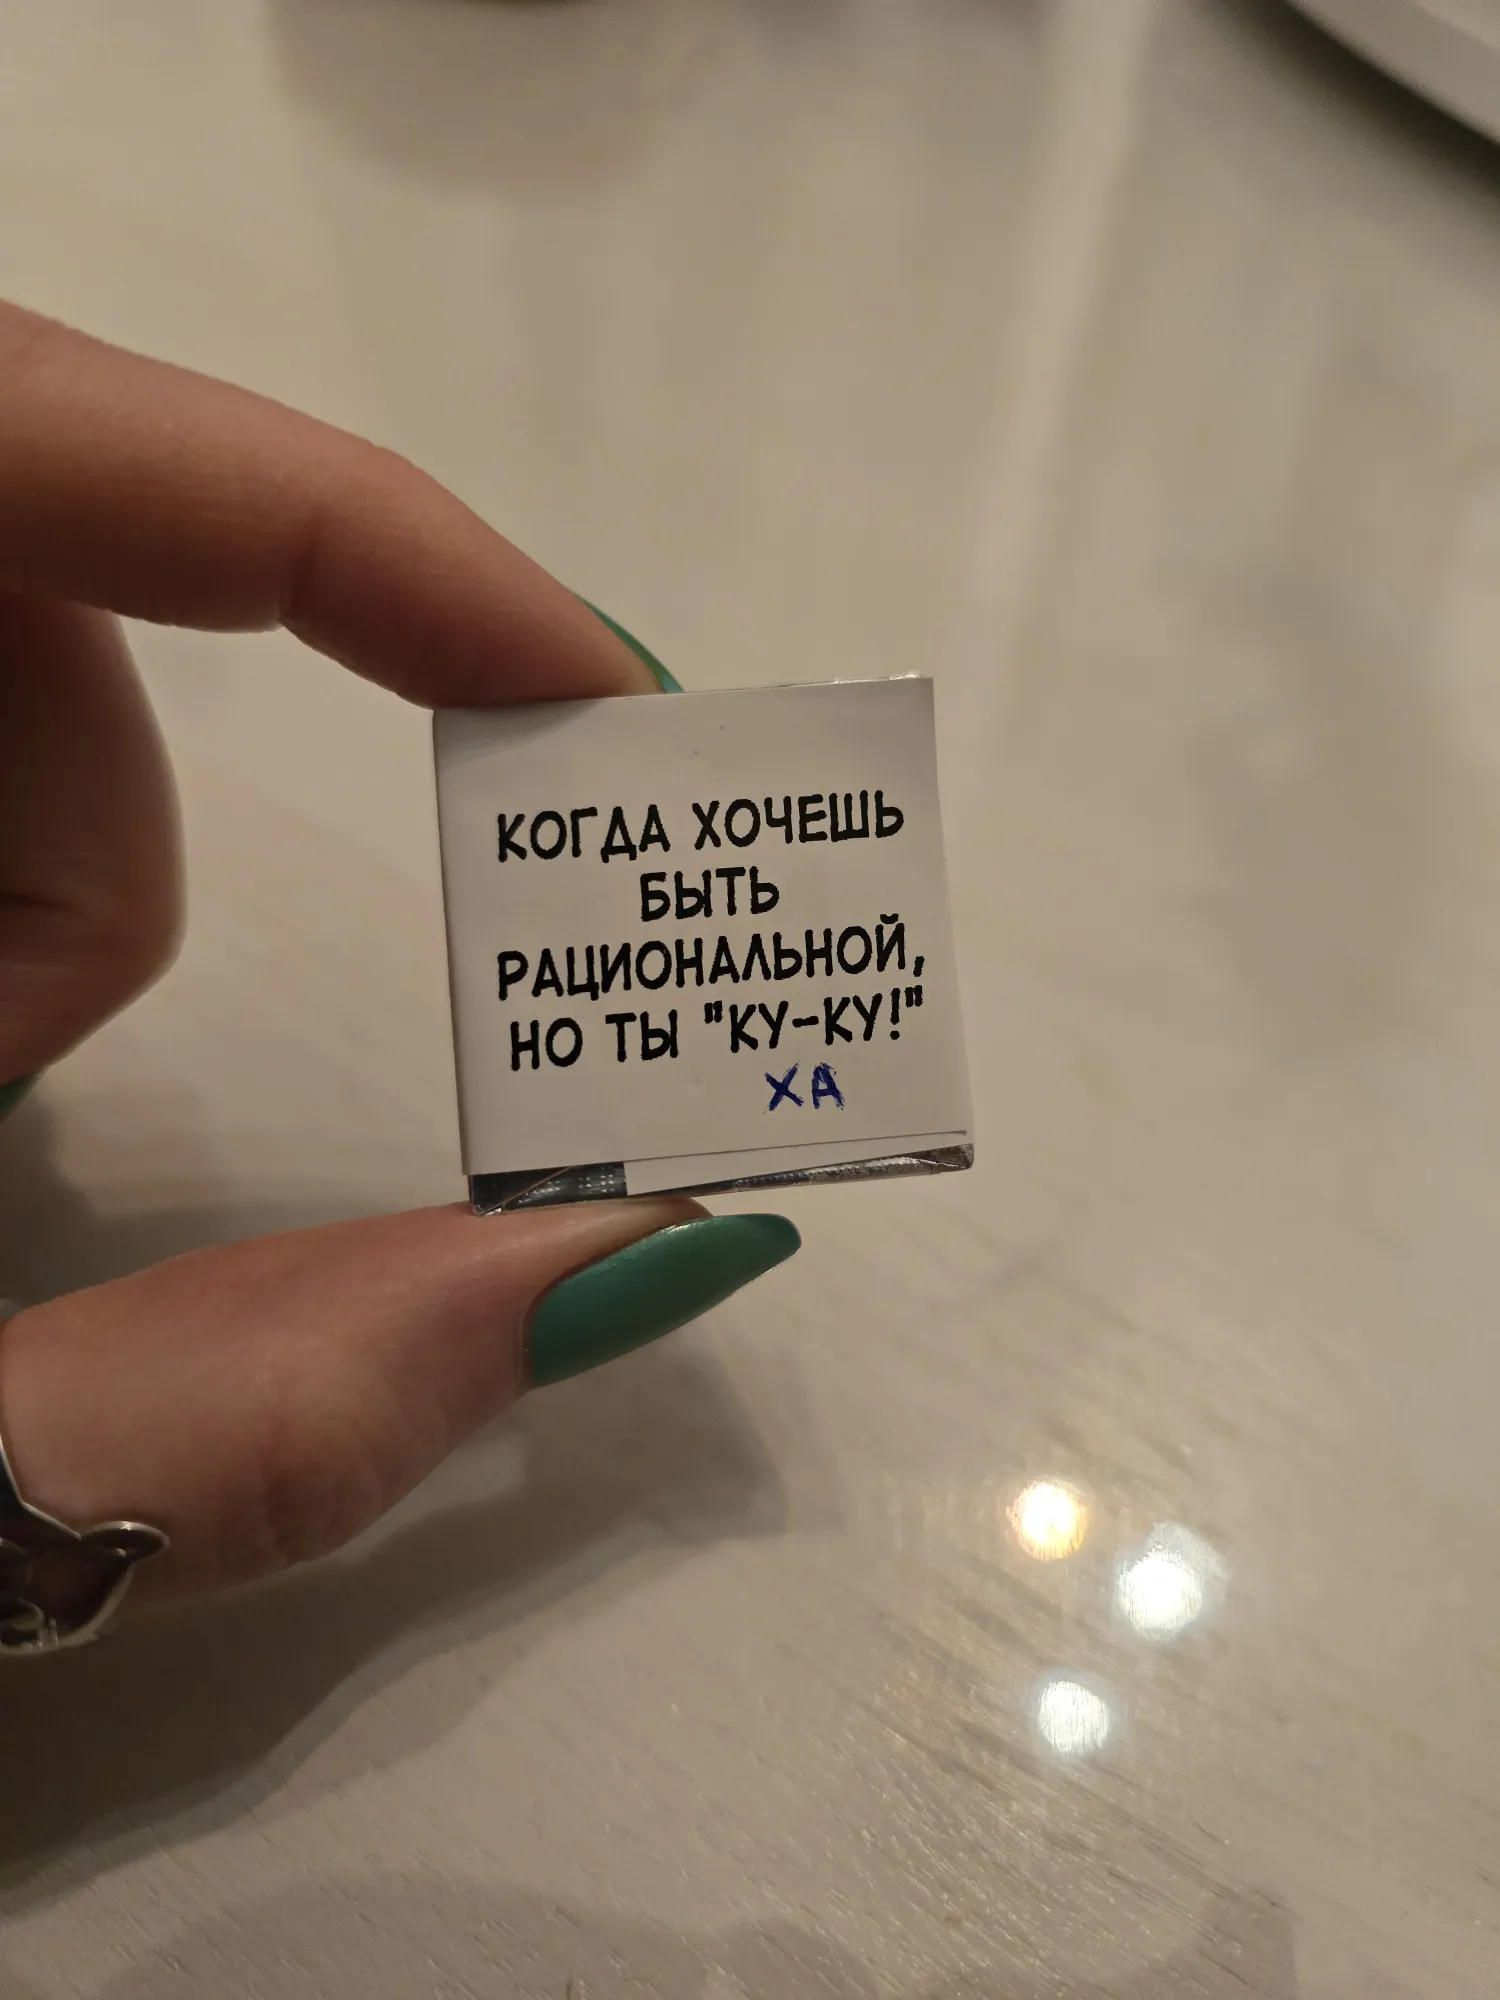 КОГДА ХОЧЕШЬ
БЫТЬ
РАЦИОНАЛЬНОЙ,
НО ТЫ "КУ-КУ!"
ХА